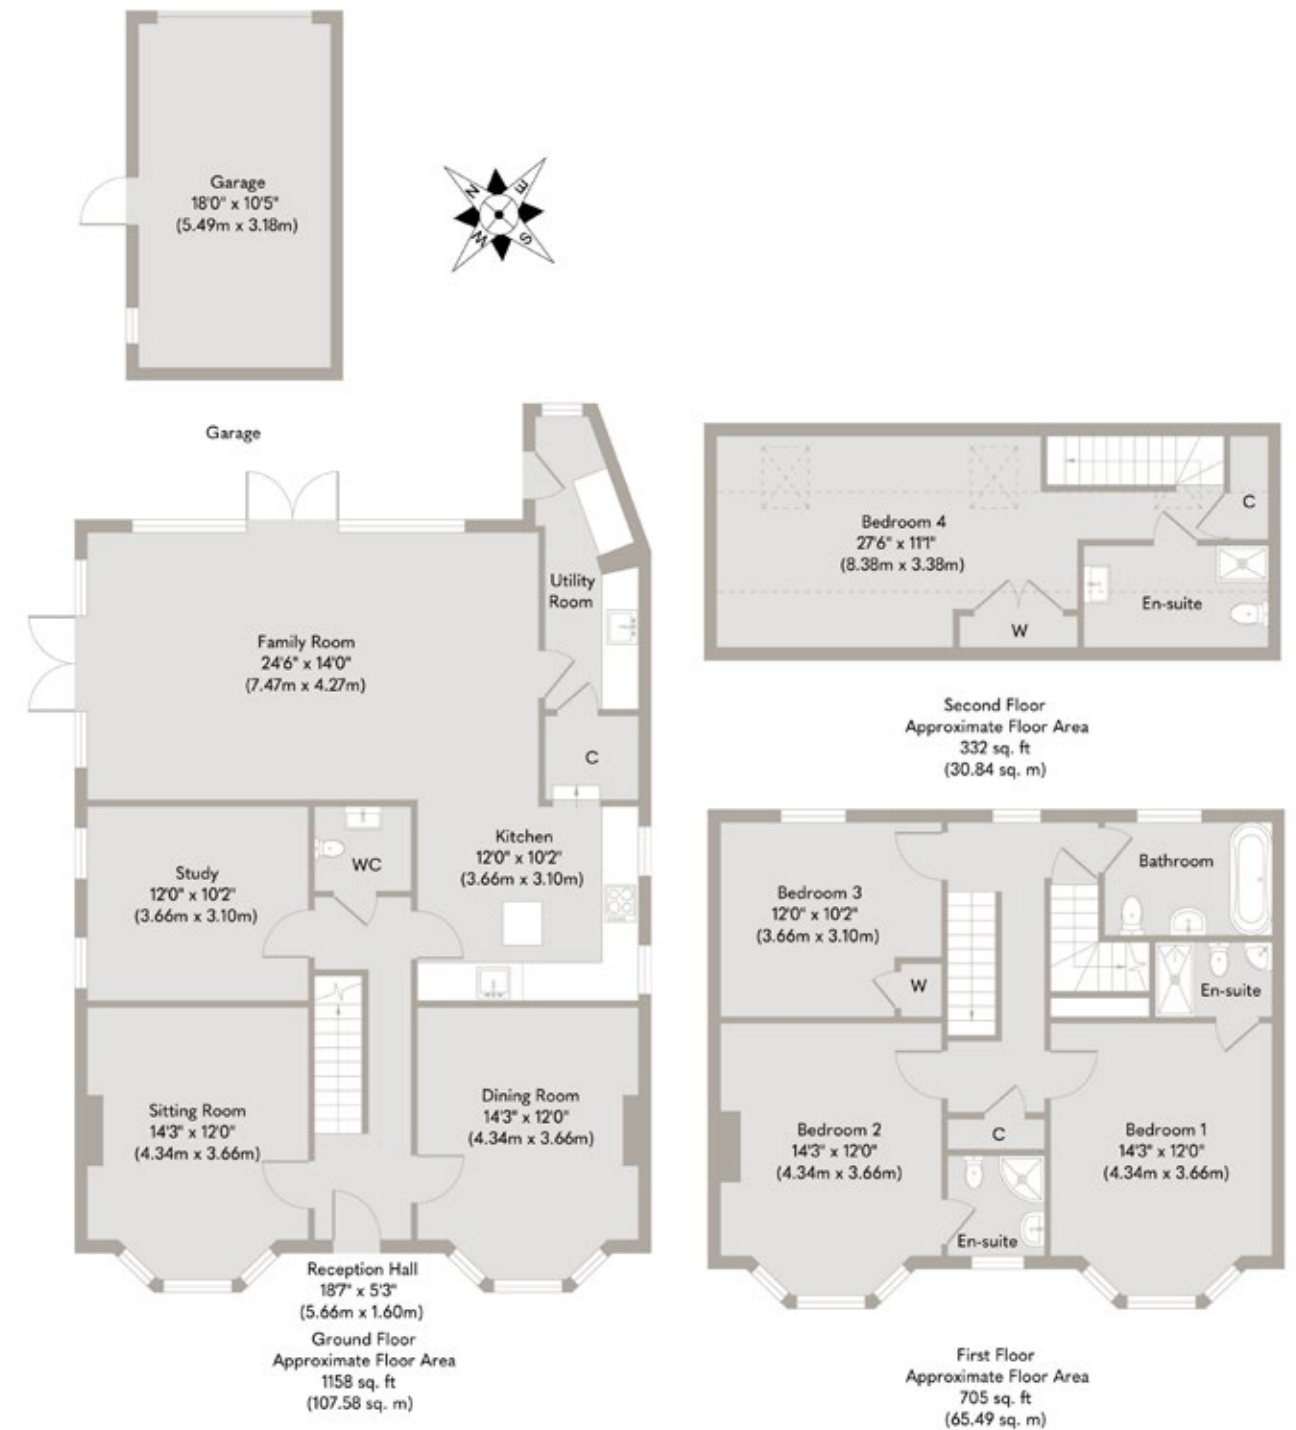 Garage
18'0" x 10'5"
(5.49m x 3.18m)
N
E
W
S
Garage
Utility
Room
Family Room
24'6" x 14'0"
(7.47m x 4.27m)
C
Kitchen
12'0" x 10'2"
(3.66m x 3.10m)
WC
Study
12'0" x 10'2"
(3.66m x 3.10m)
Sitting Room
14'3" x 12'0"
(4.34m x 3.66m)
Dining Room
14'3" x 12'0"
(4.34m x 3.66m)
Reception Hall
18'7" x 5'3"
(5.66m x 1.60m)
Ground Floor
Approximate Floor Area
1158 sq. ft
(107.58 sq. m)
Bedroom 4
27'6" x 11'1"
(8.38m x 3.38m)
C
En-suite
W
Second Floor
Approximate Floor Area
332 sq. ft
(30.84 sq. m)
Bathroom
Bedroom 3
12'0" x 10'2"
(3.66m x 3.10m)
W
En-suite
Bedroom 2
14'3" x 12'0"
(4.34m x 3.66m)
C
Bedroom 1
14'3" x 12'0"
(4.34m x 3.66m)
En-suite
First Floor
Approximate Floor Area
705 sq. ft
(65.49 sq. m)